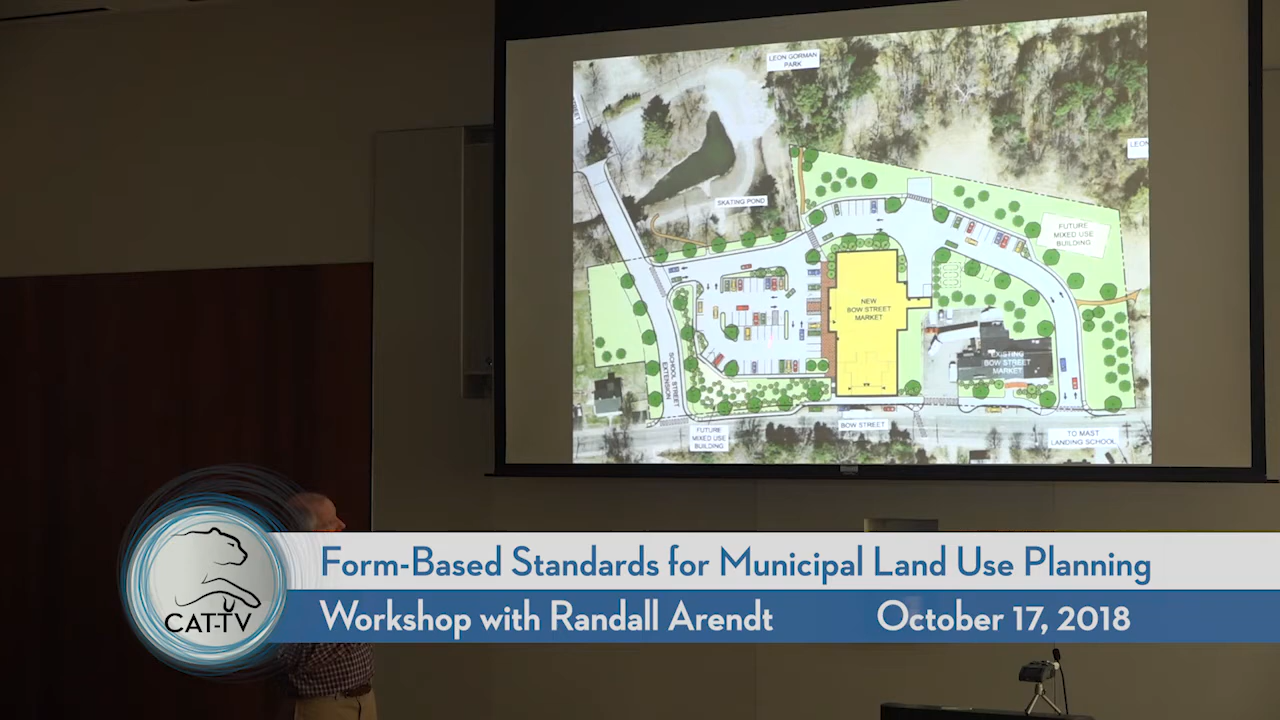 LEON GORMAN
PARK
SKATING POND
FUTURE
MIXED USE
BUILDING
NEW
BOW STREET
MARKET
EXISTING
BOW STREET
MARKET
SCHOOL STREET
EXTENSION
FUTURE
MIXED USE
BUILDING
BOW STREET
TO MAST
LANDING SCHOOL
Form-Based Standards for Municipal Land Use Planning
Workshop with Randall Arendt October 17, 2018
CAT-TV